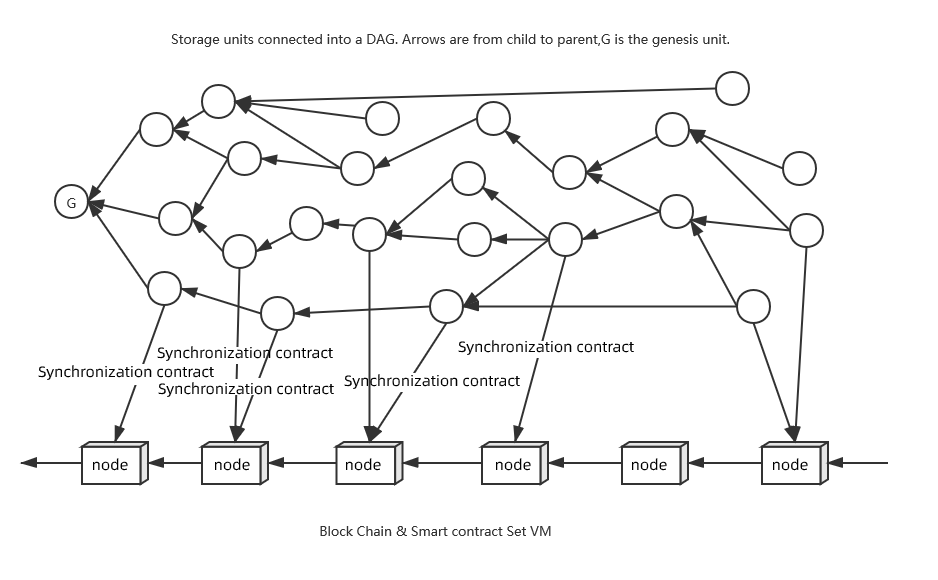 Storage units connected into a DAG. Arrows are from child to parent,G is the genesis unit.
G
Synchronization contract
Synchronization contract
Synchronization contract
Synchronization contract
Synchronization contract
node
node
node
node
node
node
Block Chain & Smart contract Set VM